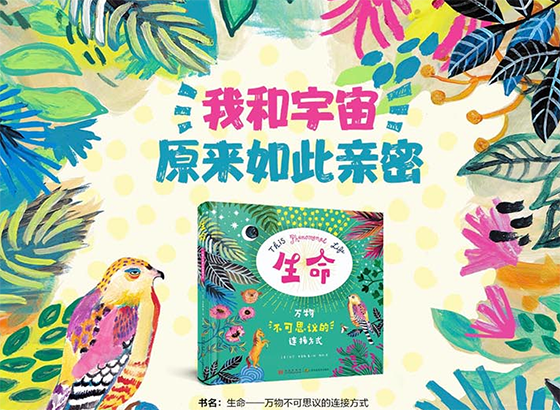 我和宇宙
原来如此亲密
This Phenomenal Life
生命
万物
不可思议的
连接方式
书名：生命——万物不可思议的连接方式